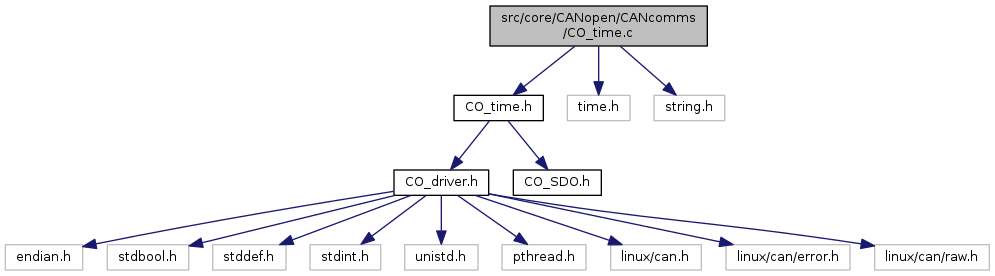 src/core/CANopen/CANcomms
/CO_time.c
CO_time.h
time.h
string.h
CO_driver.h
CO_SDO.h
endian.h
stdbool.h
stddef.h
stdint.h
unistd.h
pthread.h
linux/can.h
linux/can/error.h
linux/can/raw.h